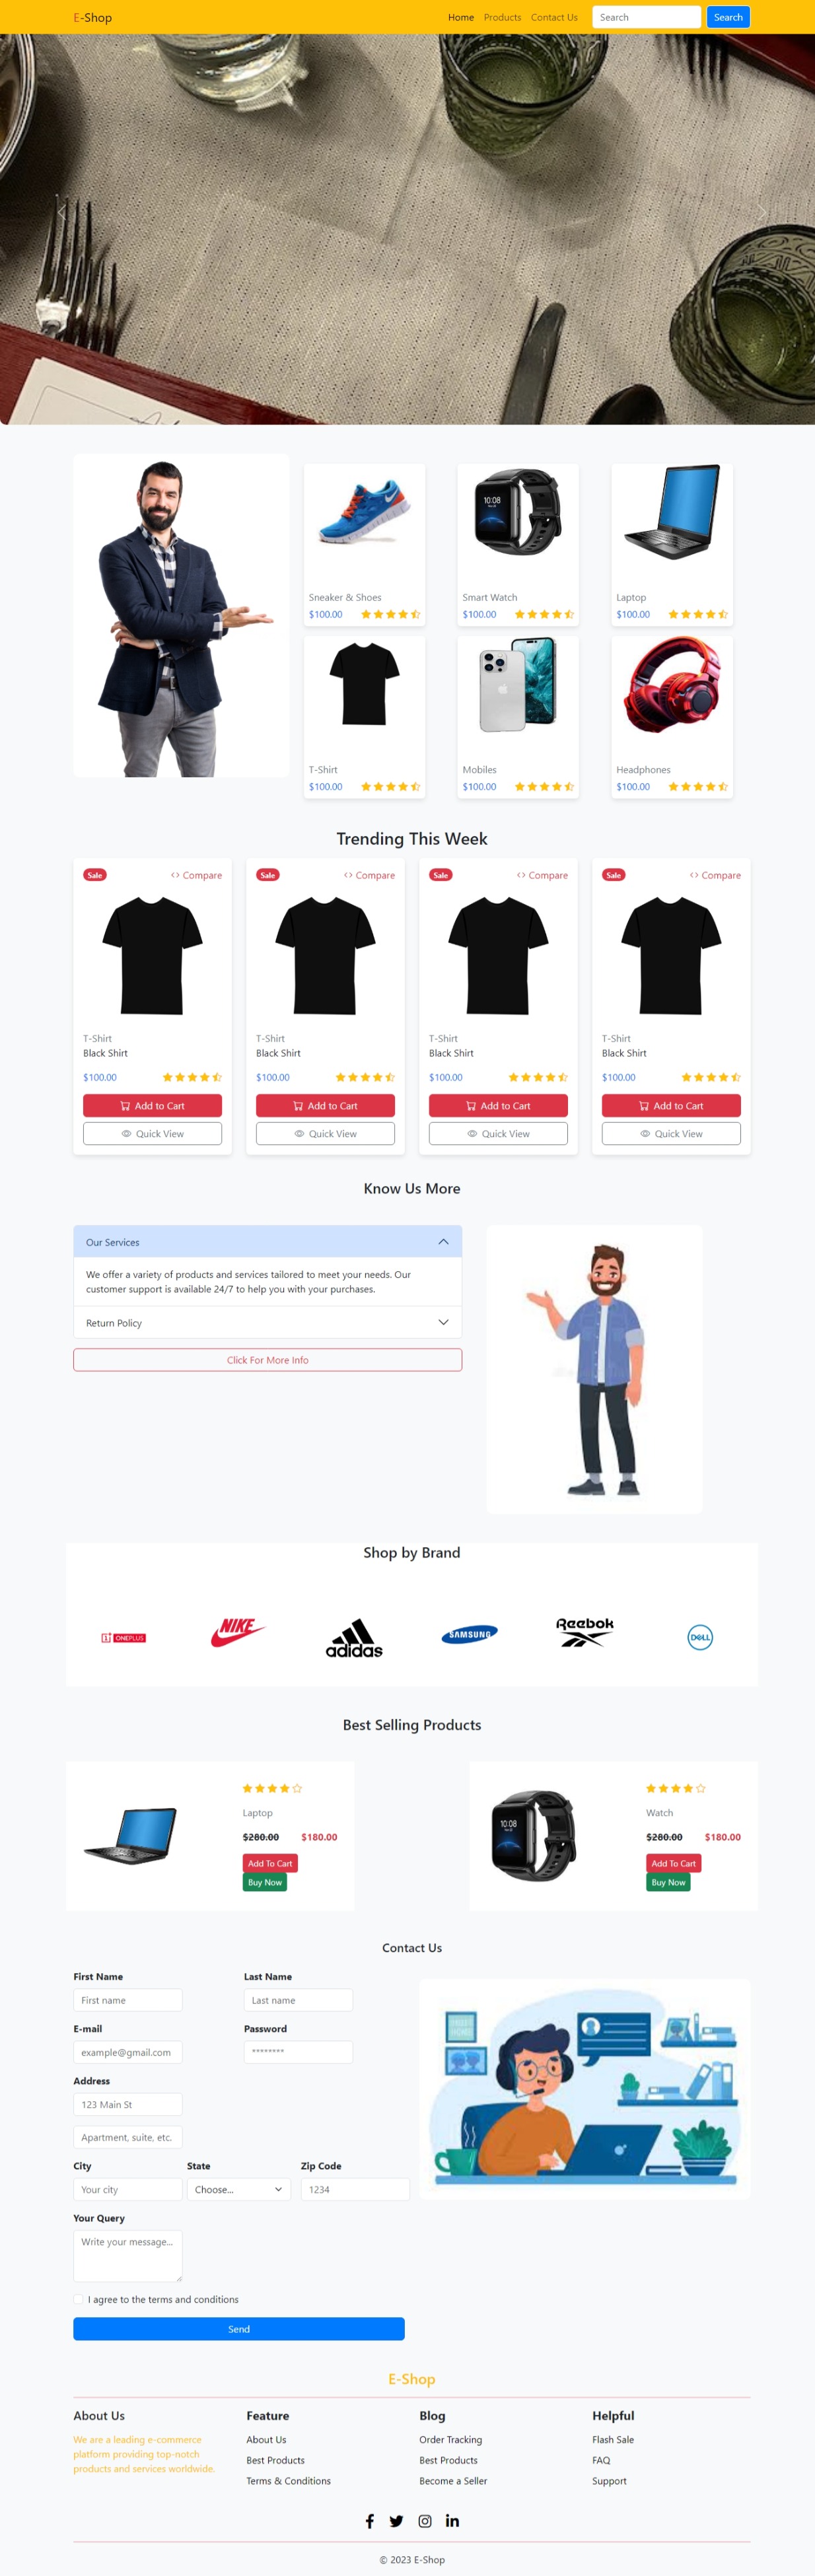 E-Shop
Home Products Contact Us Search Search
Sneaker & Shoes
$100.00
10:08
Smart Watch
$100.00
Laptop
$100.00
T-Shirt
$100.00
Mobiles
$100.00
Headphones
$100.00
Trending This Week
Sale <> Compare
T-Shirt
Black Shirt
$100.00
Add to Cart
Quick View
Sale <> Compare
T-Shirt
Black Shirt
$100.00
Add to Cart
Quick View
Sale <> Compare
T-Shirt
Black Shirt
$100.00
Add to Cart
Quick View
Sale <> Compare
T-Shirt
Black Shirt
$100.00
Add to Cart
Quick View
Know Us More
Our Services
We offer a variety of products and services tailored to meet your needs. Our
customer support is available 24/7 to help you with your purchases.
Return Policy
Click For More Info
Shop by Brand
ONEPLUS
NIKE
adidas
SAMSUNG
Reebok
DELL
Best Selling Products
Laptop
$280.00 $180.00
Add To Cart
Buy Now
10:08
Watch
$280.00 $180.00
Add To Cart
Buy Now
Contact Us
First Name Last Name
First name Last name
E-mail Password
example@gmail.com ********
Address
123 Main St
Apartment, suite, etc.
City State Zip Code
Your city Choose... 1234
Your Query
Write your message...
I agree to the terms and conditions
Send
E-Shop
About Us
We are a leading e-commerce
platform providing top-notch
products and services worldwide.
Feature
About Us
Best Products
Terms & Conditions
Blog
Order Tracking
Best Products
Become a Seller
Helpful
Flash Sale
FAQ
Support
© 2023 E-Shop